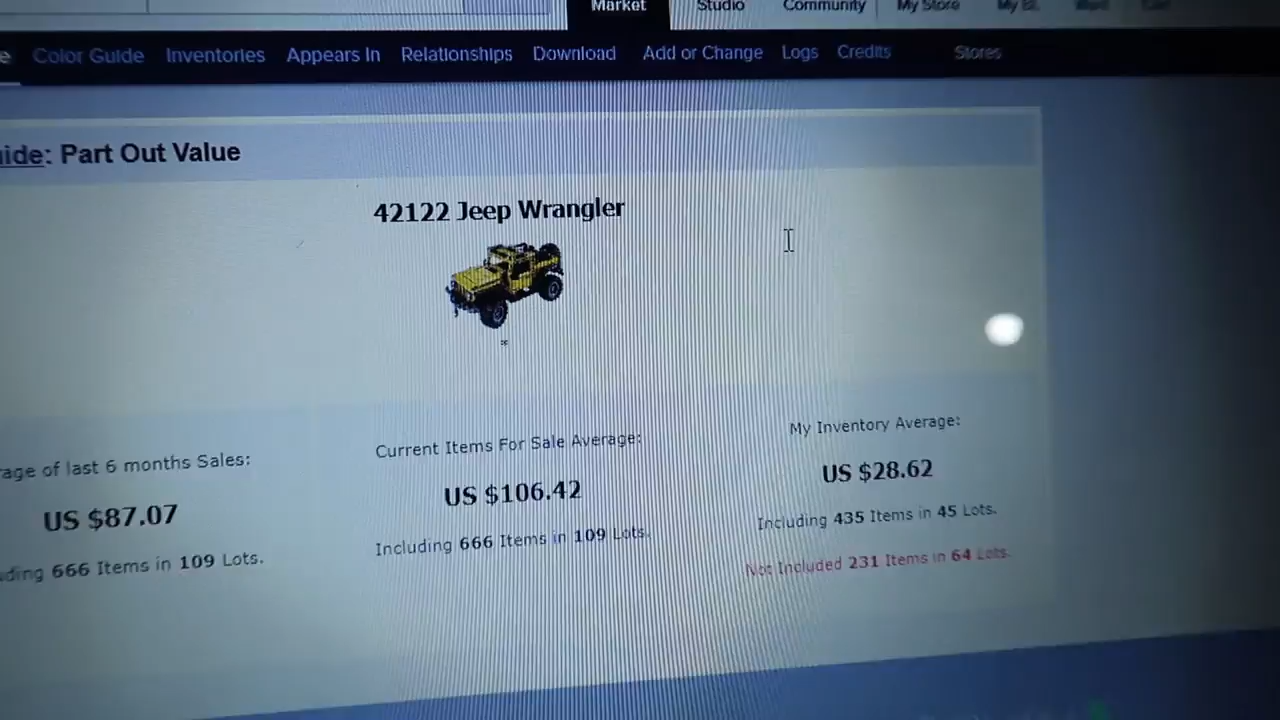 Market Studio Community My Store
Color Guide Inventories Appears In Relationships Download Add or Change Logs Credits Stores
uide: Part Out Value
42122 Jeep Wrangler
rage of last 6 months Sales:
US $87.07
uding 666 Items in 109 Lots.
Current Items For Sale Average:
US $106.42
Including 666 Items in 109 Lots.
My Inventory Average:
US $28.62
Including 435 Items in 45 Lots.
Not Included 231 Items in 64 Lots.